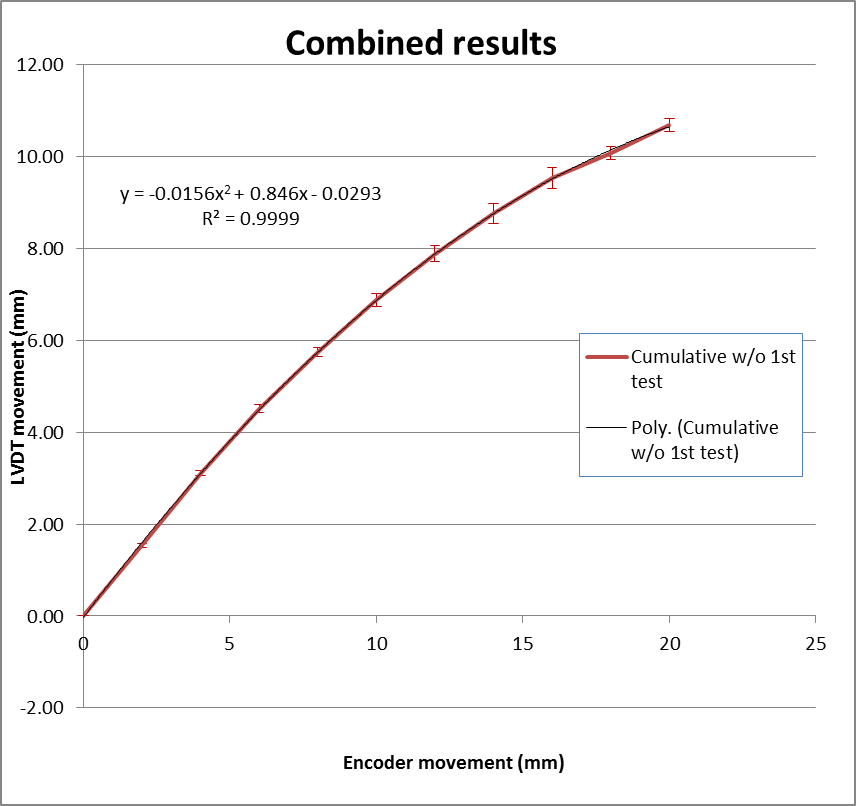 Combined results
12.00
10.00
8.00
6.00
4.00
2.00
0.00
-2.00
y = -0.0156x² + 0.846x - 0.0293
R² = 0.9999
LVDT movement (mm)
Cumulative w/o 1st
test
Poly. (Cumulative
w/o 1st test)
0 5 10 15 20 25
Encoder movement (mm)